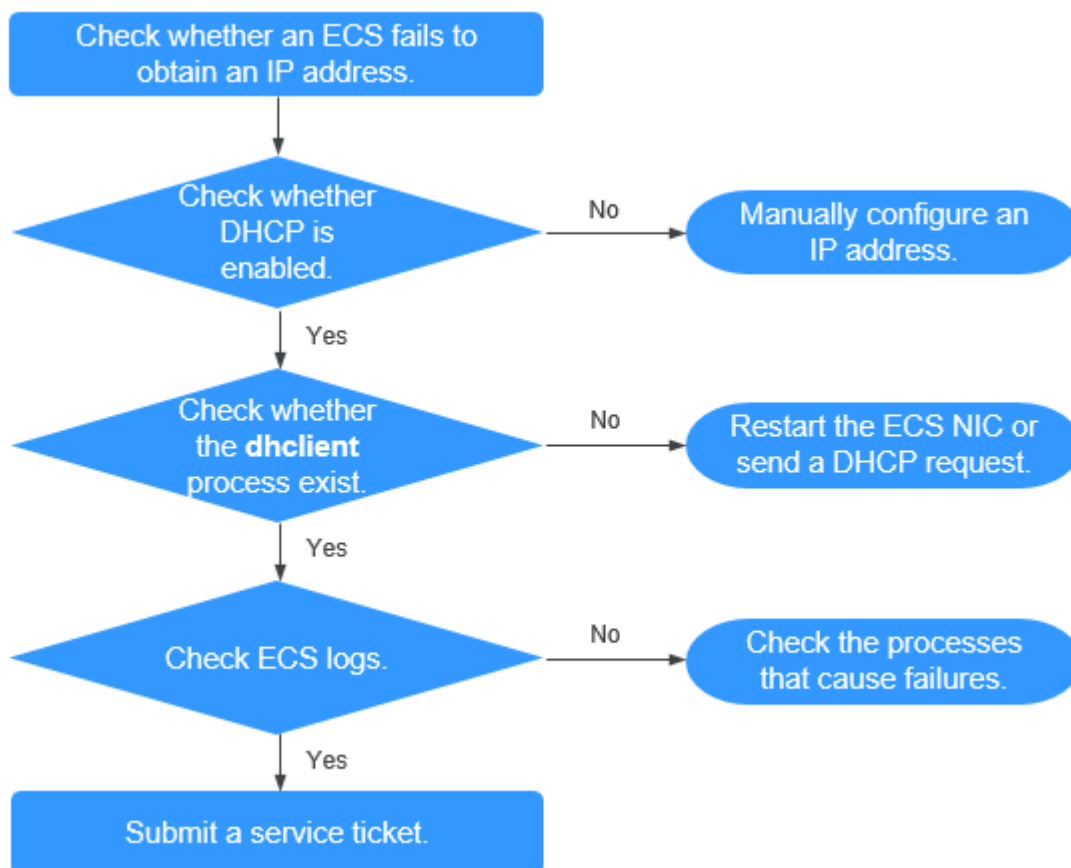 Check whether an ECS fails to
obtain an IP address.
Check whether
DHCP is
enabled.
No
Manually configure an
IP address.
Yes
Check whether
the dhclient
process exist.
No
Restart the ECS NIC or
send a DHCP request.
Yes
Check ECS logs.
No
Check the processes
that cause failures.
Yes
Submit a service ticket.